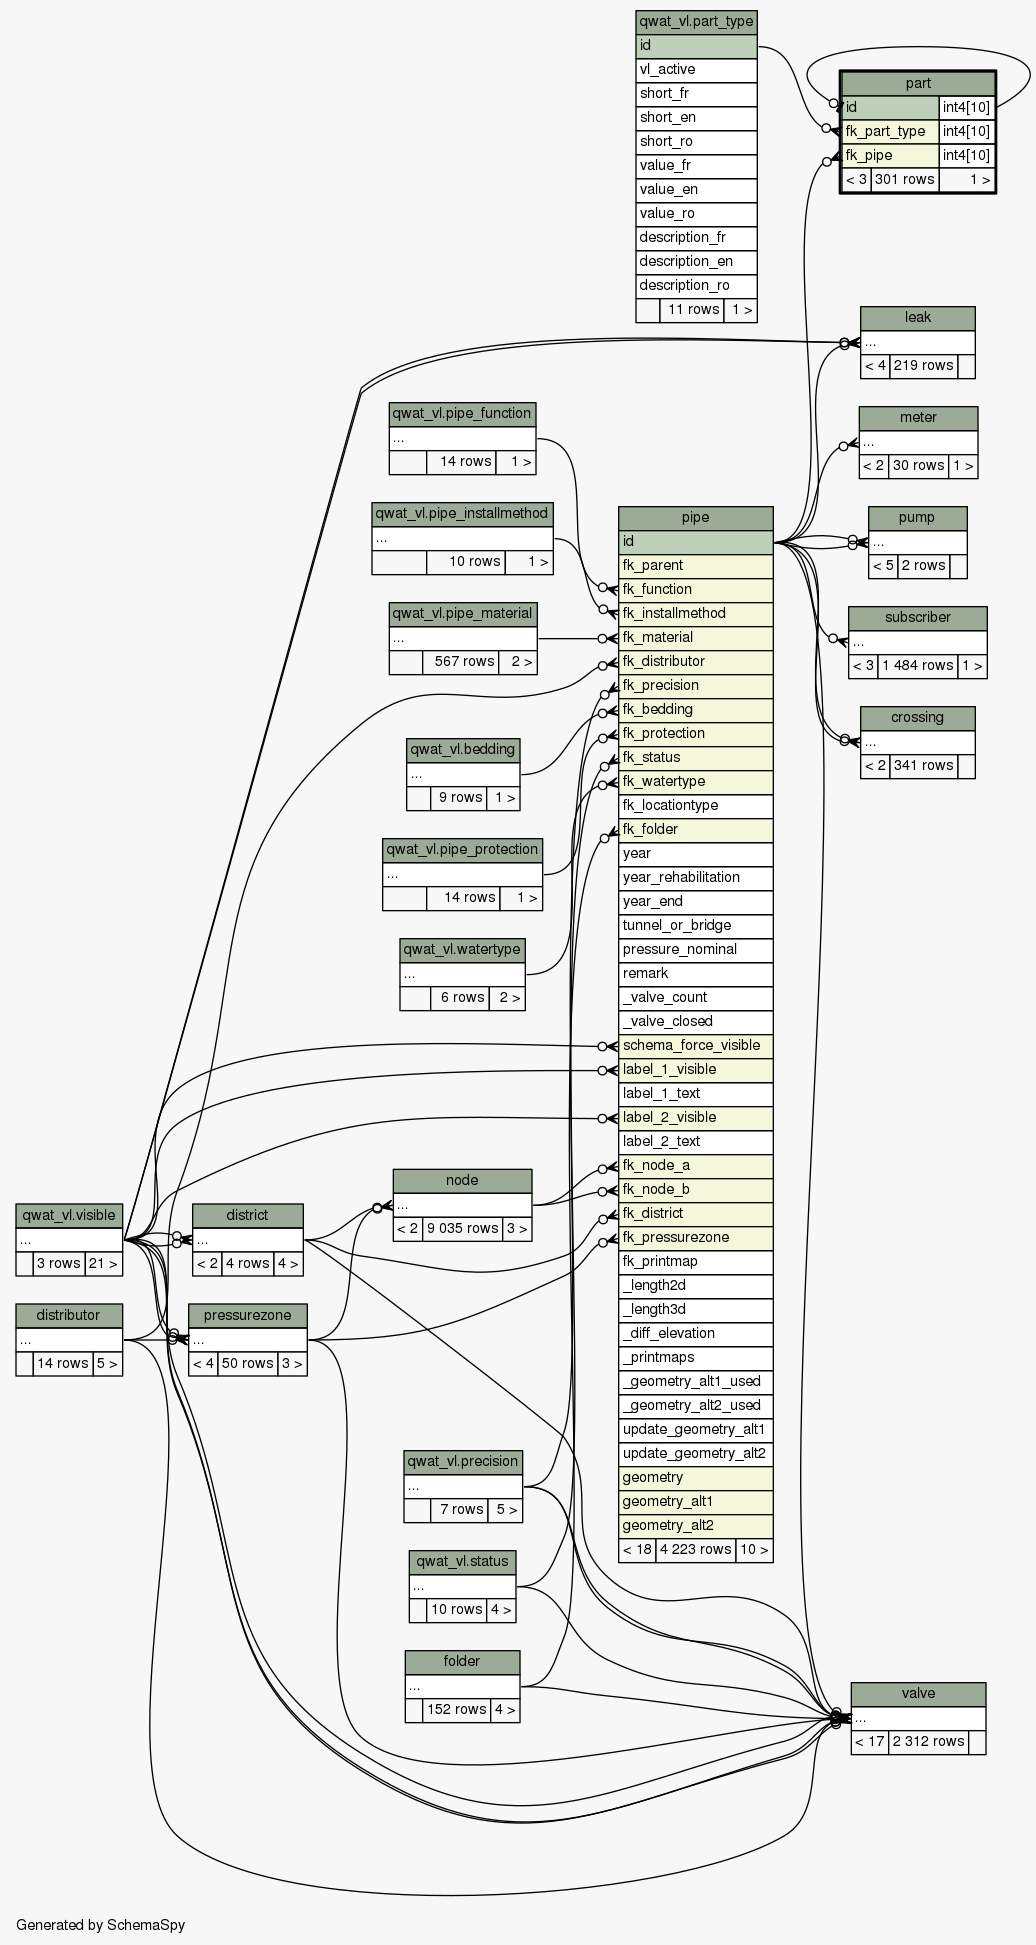 qwat_vl.part_type
id
vl_active
short_fr
short_en
short_ro
value_fr
value_en
value_ro
description_fr
description_en
description_ro
11 rows 1 >
part
id int4[10]
fk_part_type int4[10]
fk_pipe int4[10]
< 3 301 rows 1 >
leak
...
< 4 219 rows
qwat_vl.pipe_function
...
14 rows 1 >
meter
...
< 2 30 rows 1 >
qwat_vl.pipe_installmethod
...
10 rows 1 >
pump
...
< 5 2 rows
qwat_vl.pipe_material
...
567 rows 2 >
subscriber
...
< 3 1 484 rows 1 >
crossing
...
< 2 341 rows
pipe
id
fk_parent
fk_function
fk_installmethod
fk_material
fk_distributor
fk_precision
fk_bedding
fk_protection
fk_status
fk_watertype
fk_locationtype
fk_folder
year
year_rehabilitation
year_end
tunnel_or_bridge
pressure_nominal
remark
_valve_count
_valve_closed
schema_force_visible
label_1_visible
label_1_text
label_2_visible
label_2_text
fk_node_a
fk_node_b
fk_district
fk_pressurezone
fk_printmap
_length2d
_length3d
_diff_elevation
_printmaps
_geometry_alt1_used
_geometry_alt2_used
update_geometry_alt1
update_geometry_alt2
geometry
geometry_alt1
geometry_alt2
< 18 4 223 rows 10 >
qwat_vl.bedding
...
9 rows 1 >
qwat_vl.pipe_protection
...
14 rows 1 >
qwat_vl.watertype
...
6 rows 2 >
node
...
< 2 9 035 rows 3 >
qwat_vl.visible
...
3 rows 21 >
district
...
< 2 4 rows 4 >
distributor
...
14 rows 5 >
pressurezone
...
< 4 50 rows 3 >
qwat_vl.precision
...
7 rows 5 >
qwat_vl.status
...
10 rows 4 >
folder
...
152 rows 4 >
valve
...
< 17 2 312 rows
Generated by SchemaSpy